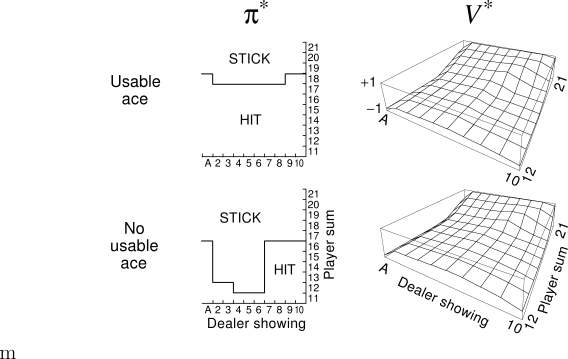 π* V*
Usable
ace
STICK
HIT
21
20
19
18
17
16
15
14
13
12
11
A 2 3 4 5 6 7 8 9 10
+1
−1
A
21
10 12
No
usable
ace
STICK
HIT
21
20
19
18
17
16
15
14
13
12
11
Player sum
A 2 3 4 5 6 7 8 9 10
Dealer showing
A
21
Player sum
Dealer showing
10 12
m